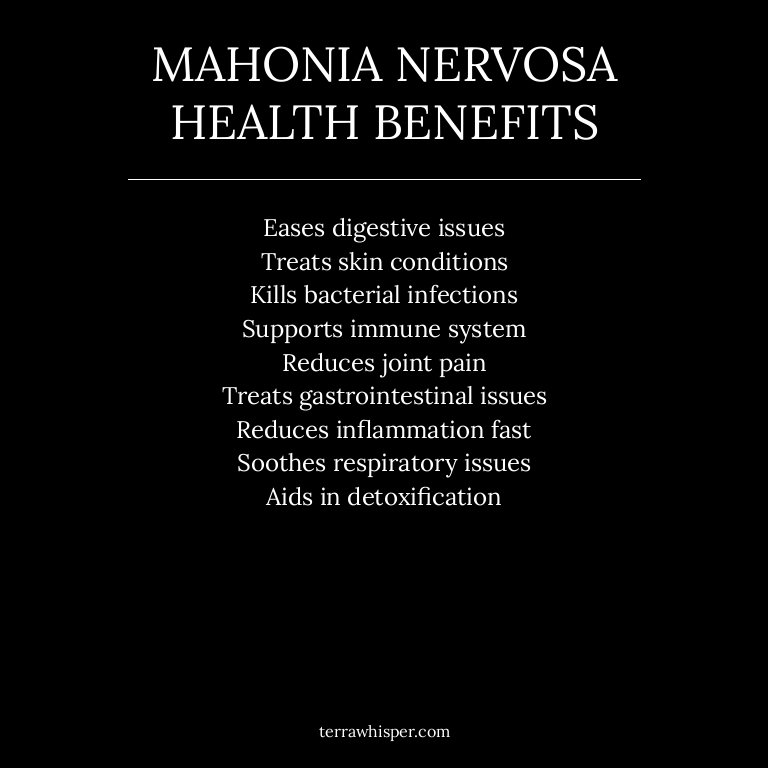 MAHONIA NERVOSA
HEALTH BENEFITS
Eases digestive issues
Treats skin conditions
Kills bacterial infections
Supports immune system
Reduces joint pain
Treats gastrointestinal issues
Reduces inflammation fast
Soothes respiratory issues
Aids in detoxification
terrawhisper.com